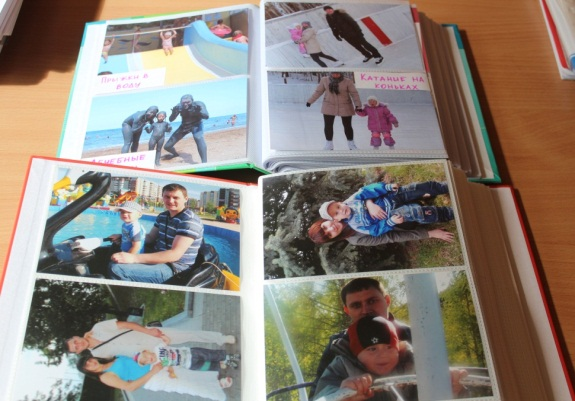 Прыжки в
воду
Катание на
коньках